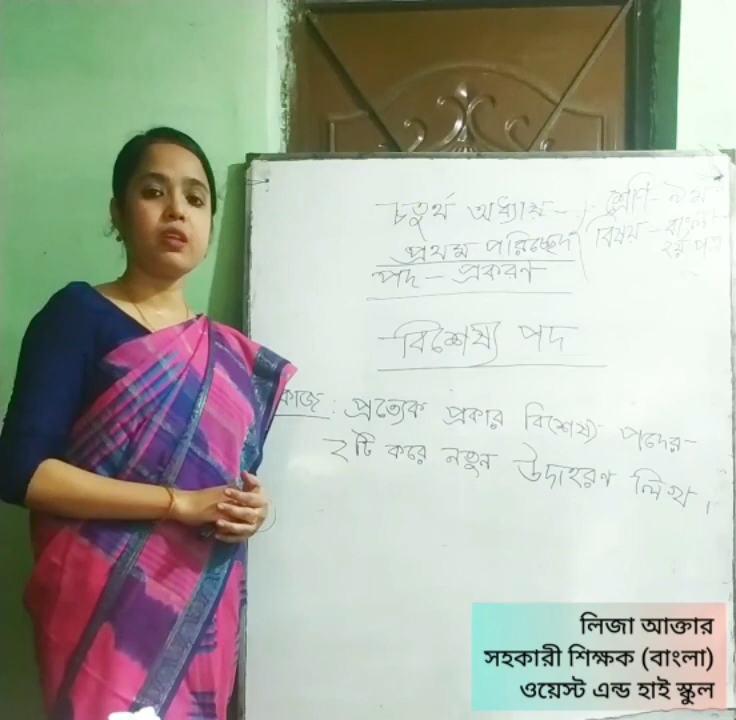 চতুর্থ অধ্যায় -
প্রথম পরিচ্ছেদ
পদ - প্রকরণ
শ্রেণি - ৯ম
বিষয় - বাংলা
২য় পত্র
বিশেষ্য পদ
কাজ : প্রত্যেক প্রকার বিশেষ্য পদের
২টি করে নতুন উদাহরণ লিখ।
লিজা আক্তার
সহকারী শিক্ষক (বাংলা)
ওয়েস্ট এন্ড হাই স্কুল